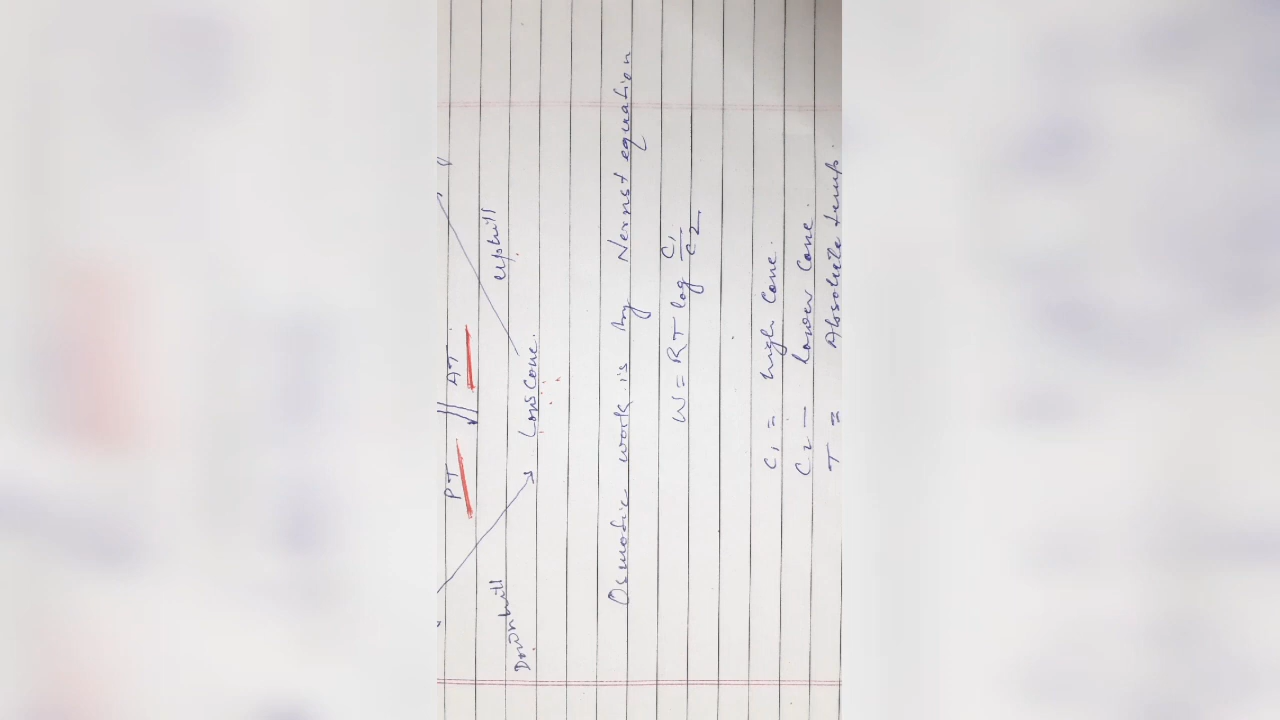 PT || AT
Downhill uphill
Low Conc.
Osmotic work is by Nernst equation
W = RT log C1/C2
C1 = high Conc.
C2 — lower Conc.
T = Absolute temp.